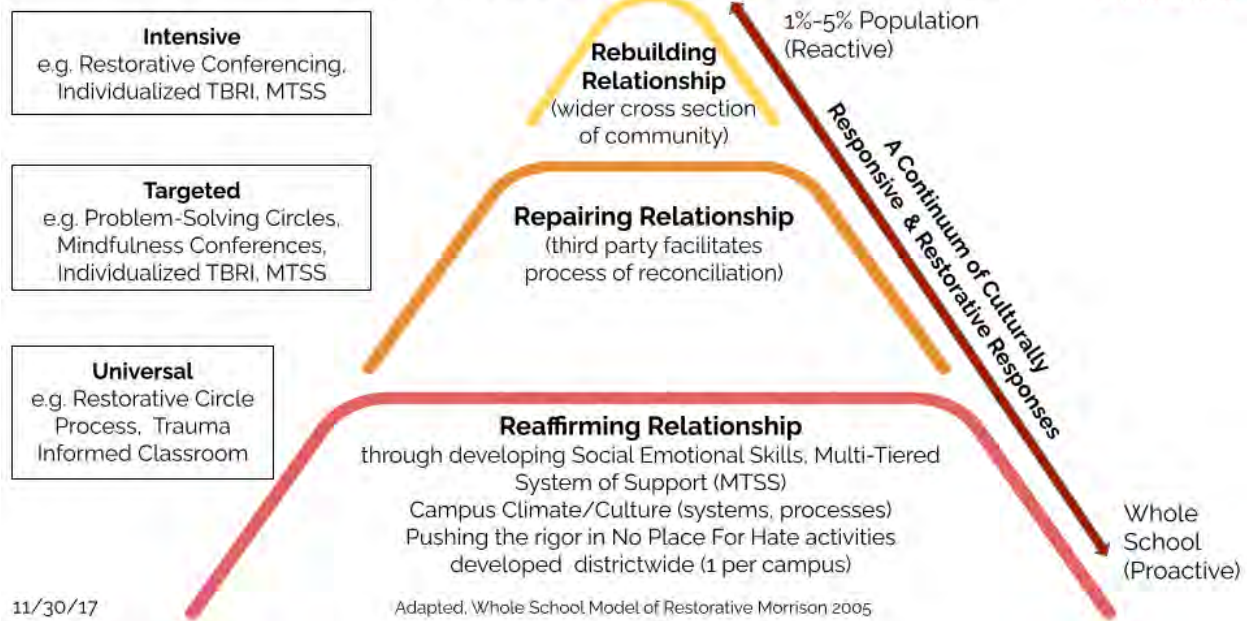 Intensive
e.g. Restorative Conferencing,
Individualized TBRI, MTSS
Rebuilding
Relationship
(wider cross section
of community)
1%-5% Population
(Reactive)
A Continuum of Culturally
Responsive & Restorative Responses
Targeted
e.g. Problem-Solving Circles,
Mindfulness Conferences,
Individualized TBRI, MTSS
Repairing Relationship
(third party facilitates
process of reconciliation)
Universal
e.g. Restorative Circle
Process, Trauma
Informed Classroom
Reaffirming Relationship
through developing Social Emotional Skills, Multi-Tiered
System of Support (MTSS)
Campus Climate/Culture (systems, processes)
Pushing the rigor in No Place For Hate activities
developed districtwide (1 per campus)
Whole
School
(Proactive)
11/30/17
Adapted, Whole School Model of Restorative Morrison 2005